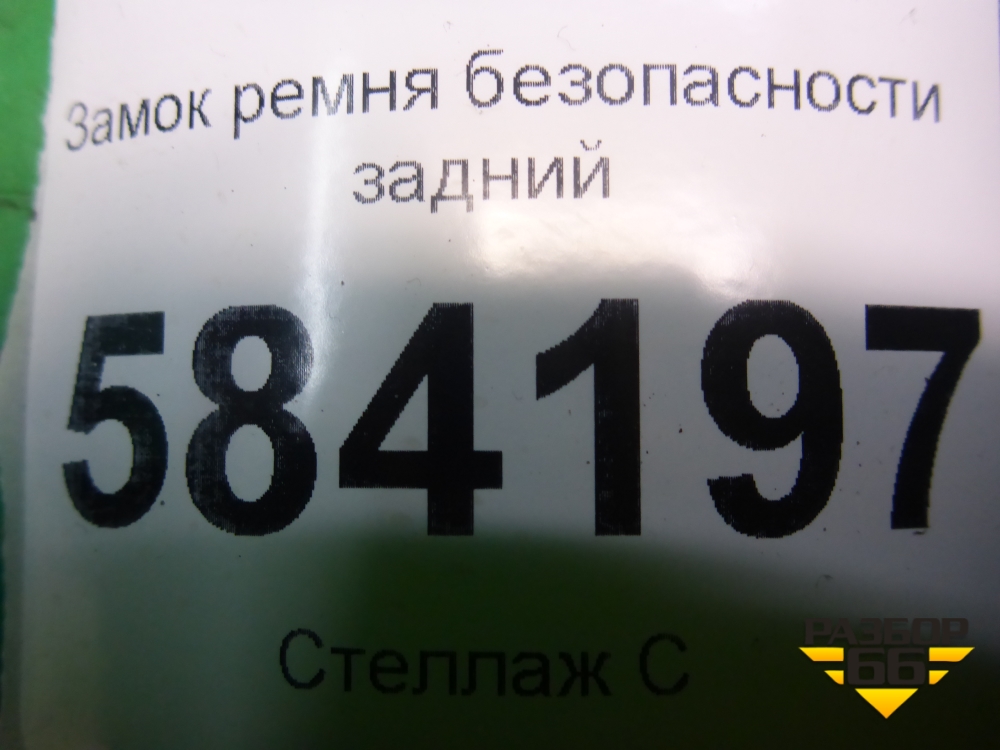 Замок ремня безопасности
задний
584197
Стеллаж С
РАЗБОР
66